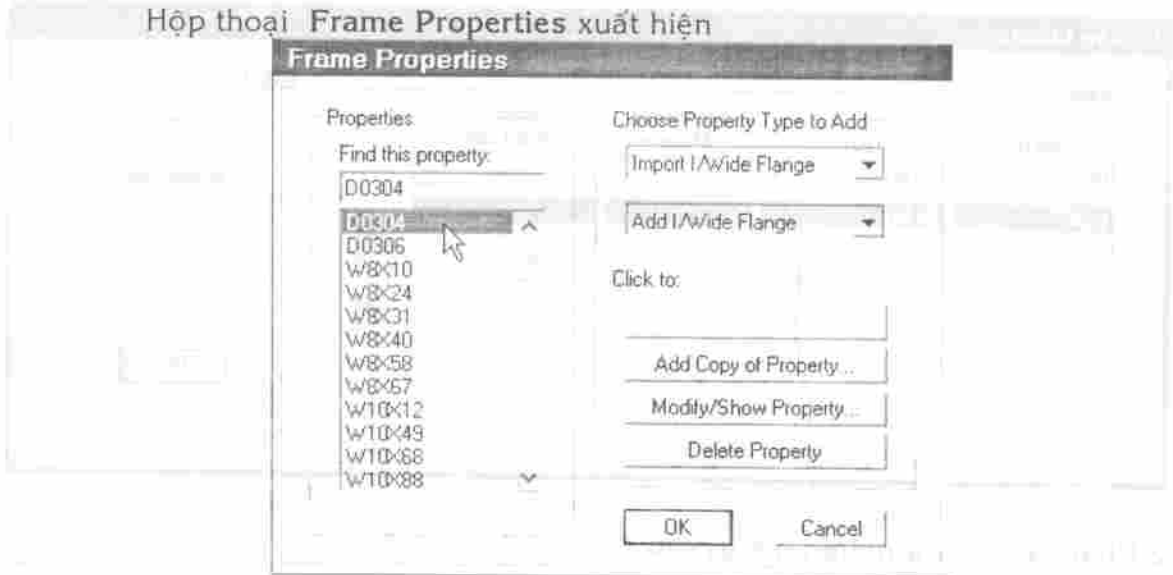 Hộp thoại Frame Properties xuất hiện
Frame Properties
Properties
Find this property:
D0304
D0304
D0306
W8X10
W8X24
W8X31
W8X40
W8X58
W8X67
W10X12
W10X49
W10X68
W10X88
Choose Property Type to Add
Import I/Wide Flange
Add I/Wide Flange
Click to:
Add Copy of Property...
Modify/Show Property...
Delete Property
OK
Cancel